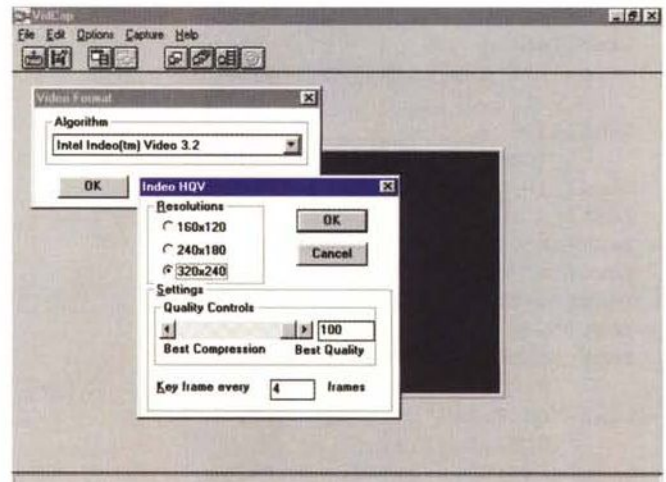 VidCap
File Edit Options Capture Help
Video Format
Algorithm
Intel Indeo(tm) Video 3.2
OK
Indeo HQV
Resolutions
160x120
240x180
320x240
OK
Cancel
Settings
Quality Controls
100
Best Compression Best Quality
Key frame every 4 frames